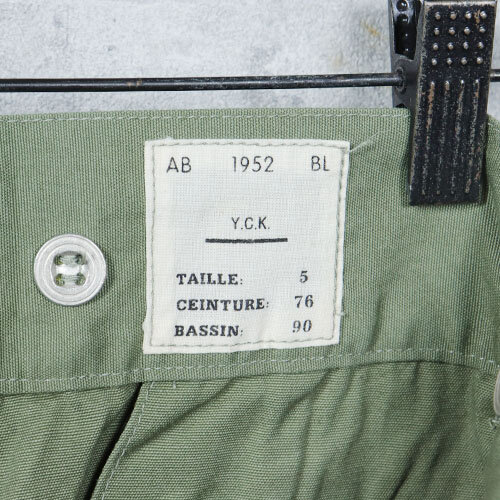 AB 1952 BL
Y.C.K.
TAILLE: 5
CEINTURE: 76
BASSIN: 90